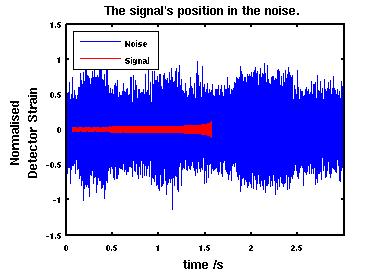 The signal's position in the noise.
1.5
Noise
Signal
1
0.5
0
-0.5
-1
-1.5
Normalised
Detector Strain
0
0.5
1
1.5
2
2.5
time /s